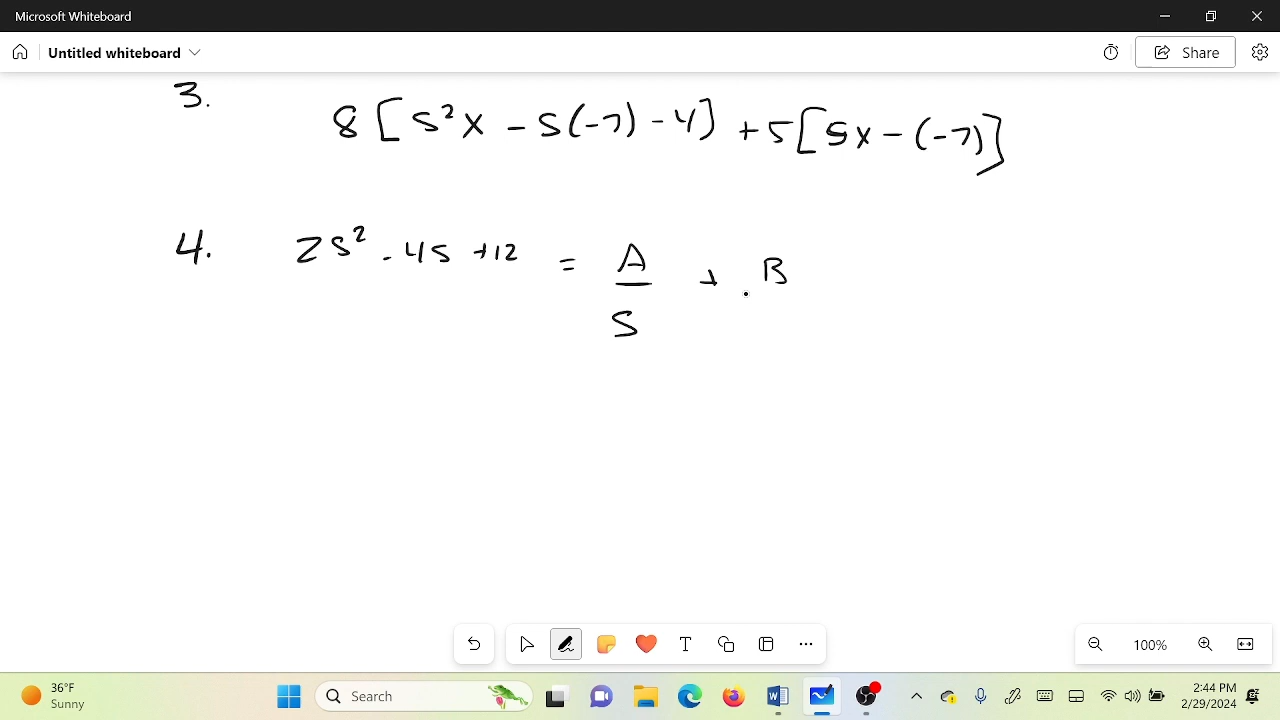 Microsoft Whiteboard
Untitled whiteboard
Share
3.
8 [ s²x - s(-7) - 4 ] + 5 [ sx - (-7) ]
4. 2s² - 4s + 12 = A + B
S
T
100%
36°F
Sunny
Search
2:44 PM
2/29/2024